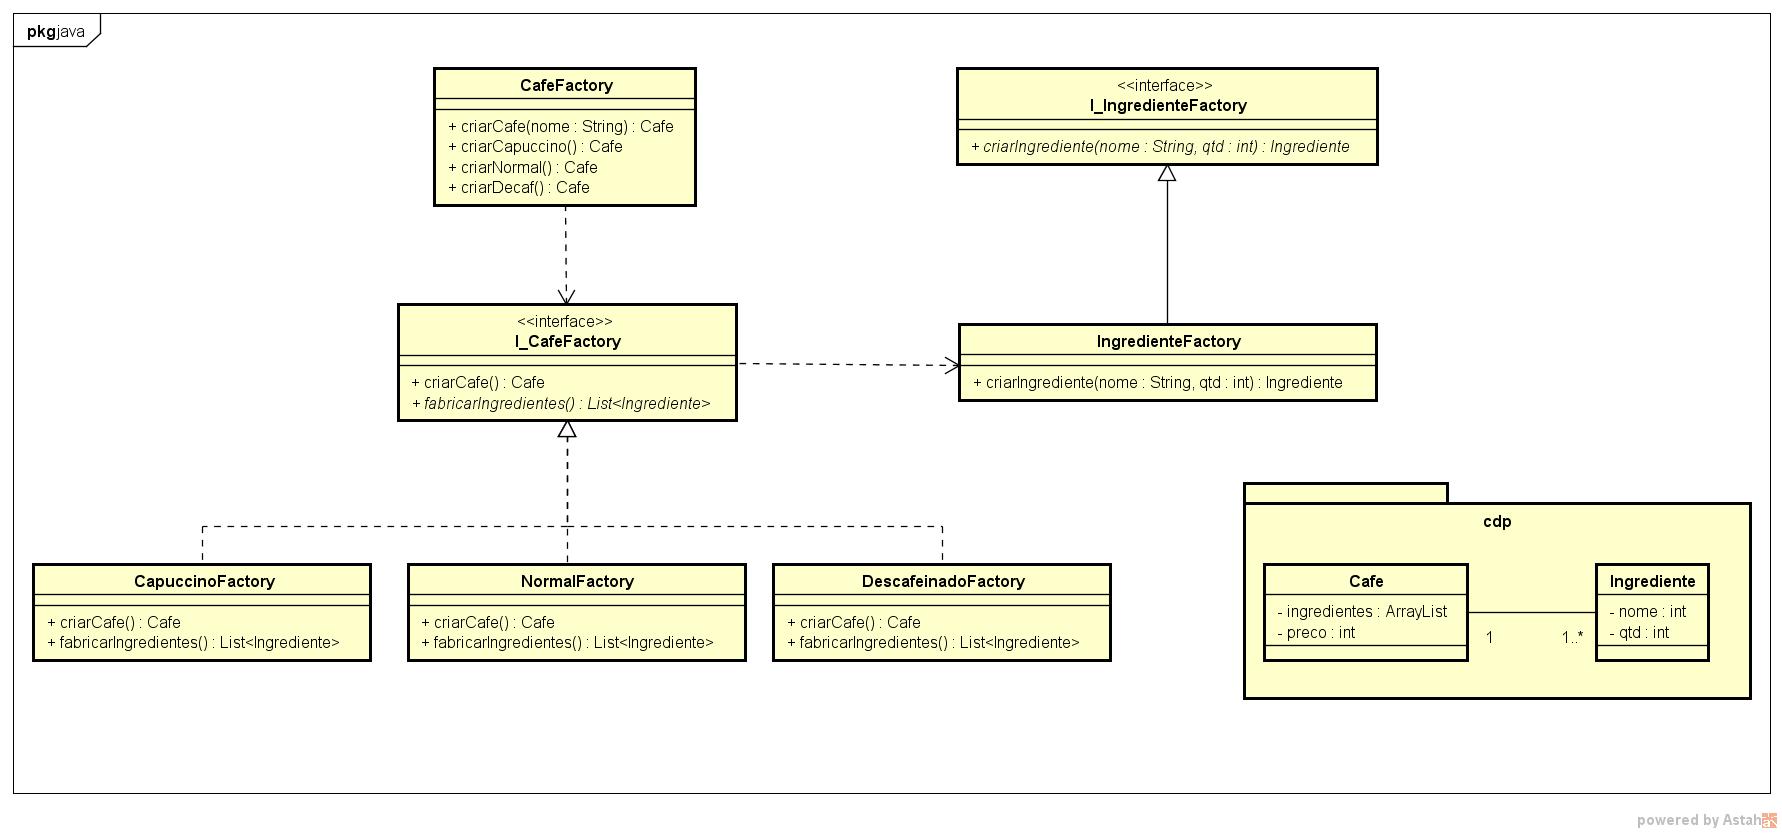 pkg java
CafeFactory
+ criarCafe(nome : String) : Cafe
+ criarCapuccino() : Cafe
+ criarNormal() : Cafe
+ criarDecaf() : Cafe
<<interface>>
I_IngredienteFactory
+ criarIngrediente(nome : String, qtd : int) : Ingrediente
<<interface>>
I_CafeFactory
+ criarCafe() : Cafe
+ fabricarIngredientes() : List<Ingrediente>
IngredienteFactory
+ criarIngrediente(nome : String, qtd : int) : Ingrediente
CapuccinoFactory
+ criarCafe() : Cafe
+ fabricarIngredientes() : List<Ingrediente>
NormalFactory
+ criarCafe() : Cafe
+ fabricarIngredientes() : List<Ingrediente>
DescafeinadoFactory
+ criarCafe() : Cafe
+ fabricarIngredientes() : List<Ingrediente>
cdp
Cafe
- ingredientes : ArrayList
- preco : int
1
1..*
Ingrediente
- nome : int
- qtd : int
powered by Astah